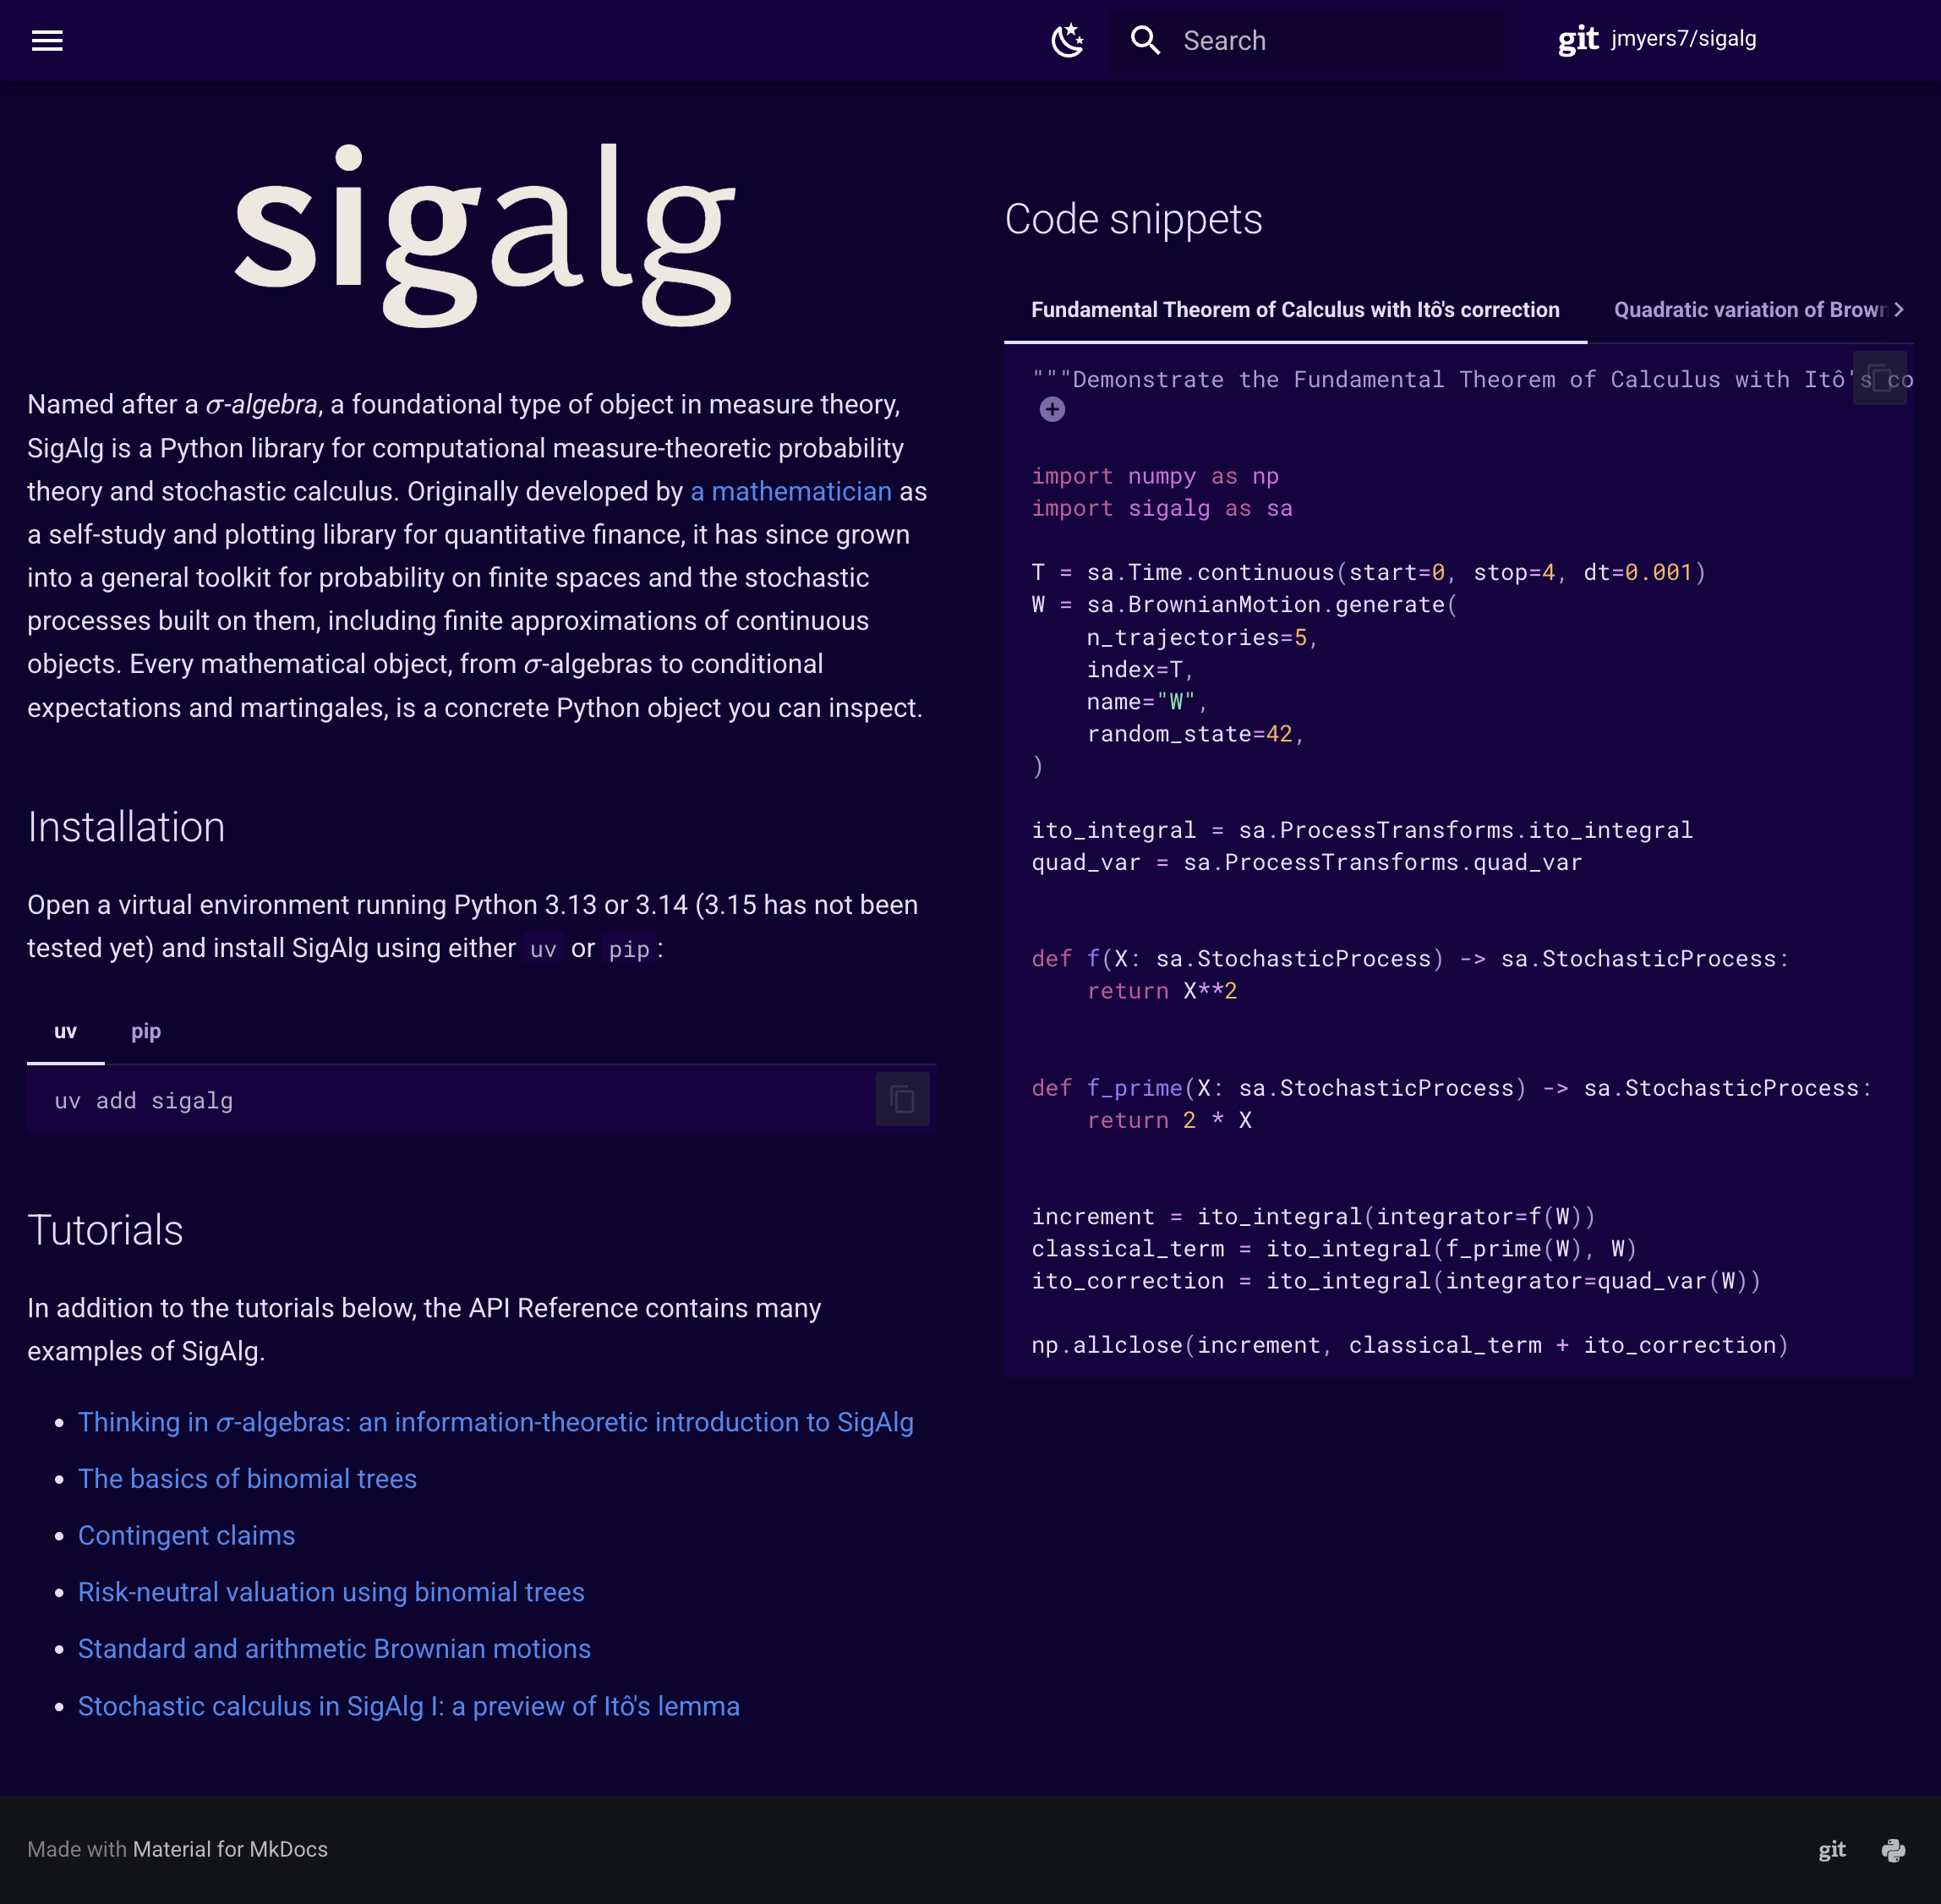 Search
git jmyers7/sigalg
sigalg
Named after a σ-algebra, a foundational type of object in measure theory,
SigAlg is a Python library for computational measure-theoretic probability
theory and stochastic calculus. Originally developed by a mathematician as
a self-study and plotting library for quantitative finance, it has since grown
into a general toolkit for probability on finite spaces and the stochastic
processes built on them, including finite approximations of continuous
objects. Every mathematical object, from σ-algebras to conditional
expectations and martingales, is a concrete Python object you can inspect.
Installation
Open a virtual environment running Python 3.13 or 3.14 (3.15 has not been
tested yet) and install SigAlg using either uv or pip:
uv pip
uv add sigalg
Tutorials
In addition to the tutorials below, the API Reference contains many
examples of SigAlg.
• Thinking in σ-algebras: an information-theoretic introduction to SigAlg
• The basics of binomial trees
• Contingent claims
• Risk-neutral valuation using binomial trees
• Standard and arithmetic Brownian motions
• Stochastic calculus in SigAlg I: a preview of Itô's lemma
Code snippets
Fundamental Theorem of Calculus with Itô's correction Quadratic variation of Brown
"""Demonstrate the Fundamental Theorem of Calculus with Itô's co
import numpy as np
import sigalg as sa
T = sa.Time.continuous(start=0, stop=4, dt=0.001)
W = sa.BrownianMotion.generate(
    n_trajectories=5,
    index=T,
    name="W",
    random_state=42,
)
ito_integral = sa.ProcessTransforms.ito_integral
quad_var = sa.ProcessTransforms.quad_var
def f(X: sa.StochasticProcess) -> sa.StochasticProcess:
    return X**2
def f_prime(X: sa.StochasticProcess) -> sa.StochasticProcess:
    return 2 * X
increment = ito_integral(integrator=f(W))
classical_term = ito_integral(f_prime(W), W)
ito_correction = ito_integral(integrator=quad_var(W))
np.allclose(increment, classical_term + ito_correction)
Made with Material for MkDocs
git